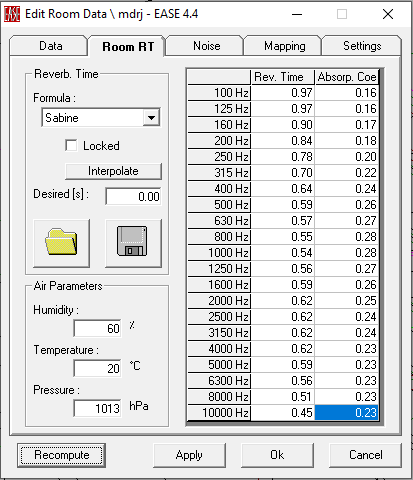 EASE Edit Room Data \ mdrj - EASE 4.4
Data Room RT Noise Mapping Settings
Reverb. Time
Formula :
Sabine
Locked
Interpolate
Desired [s] : 0.00
Air Parameters
Humidity :
60 %
Temperature :
20 °C
Pressure :
1013 hPa
Rev. Time Absorp. Coe
100 Hz 0.97 0.16
125 Hz 0.97 0.16
160 Hz 0.90 0.17
200 Hz 0.84 0.18
250 Hz 0.78 0.20
315 Hz 0.70 0.22
400 Hz 0.64 0.24
500 Hz 0.59 0.26
630 Hz 0.57 0.27
800 Hz 0.55 0.28
1000 Hz 0.54 0.28
1250 Hz 0.56 0.27
1600 Hz 0.59 0.26
2000 Hz 0.62 0.25
2500 Hz 0.62 0.24
3150 Hz 0.62 0.24
4000 Hz 0.62 0.23
5000 Hz 0.59 0.23
6300 Hz 0.56 0.23
8000 Hz 0.51 0.23
10000 Hz 0.45 0.23
Recompute Apply Ok Cancel